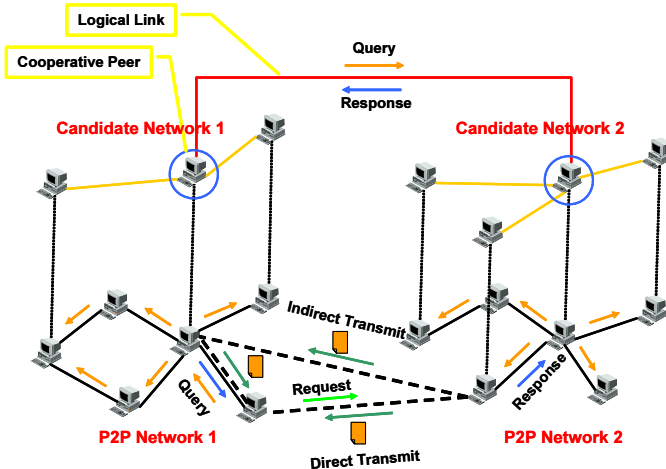 Logical Link
Query
Cooperative Peer
Response
Candidate Network 1
Candidate Network 2
Indirect Transmit
Query
Request
Response
P2P Network 1
P2P Network 2
Direct Transmit